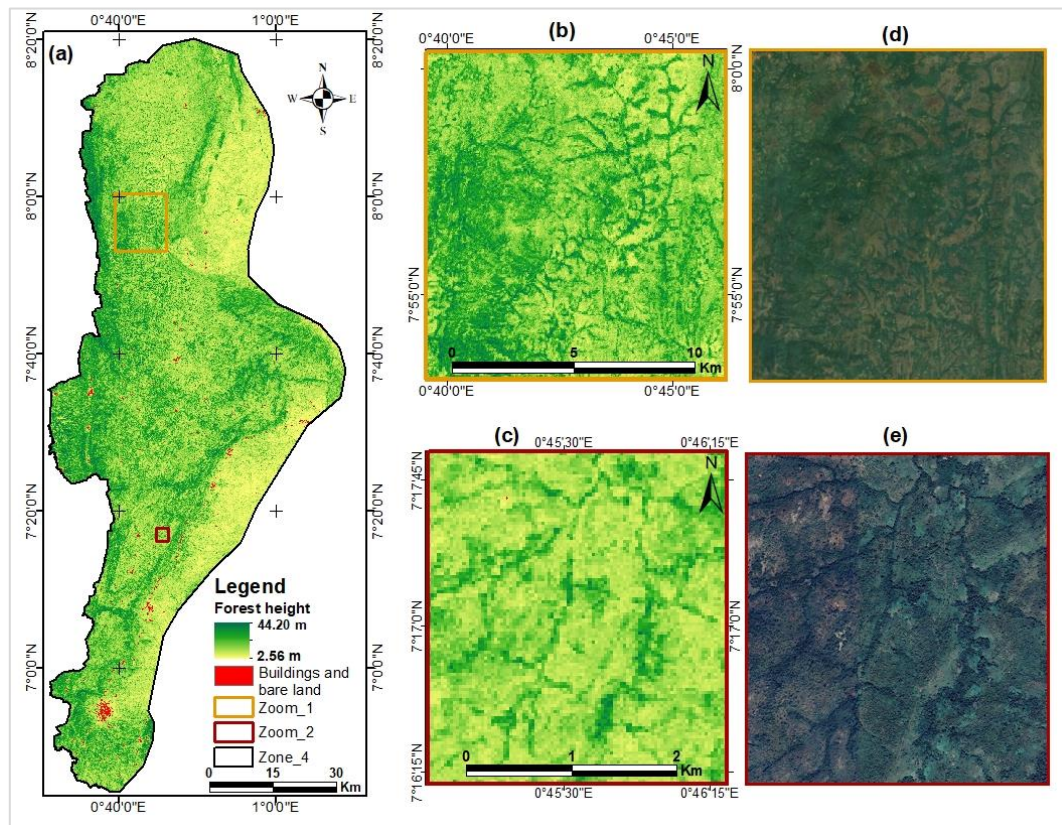 0°40'0"E 1°0'0"E
8°20'0"N
(a)
N
W E
S
8°0'0"N
7°40'0"N
7°20'0"N
7°0'0"N
8°20'0"N
8°0'0"N
7°40'0"N
7°20'0"N
7°0'0"N
Legend
Forest height
44.20 m
2.56 m
Buildings and
bare land
Zoom_1
Zoom_2
Zone_4
0 15 30
Km
0°40'0"E 1°0'0"E
(b)
0°40'0"E 0°45'0"E
N
7°55'0"N
0 5 10
Km
0°40'0"E 0°45'0"E
(d)
8°0'0"N
7°55'0"N
(c)
0°45'30"E 0°46'15"E
N
7°17'45"N
7°17'0"N
7°16'15"N
0 1 2
Km
0°45'30"E 0°46'15"E
(e)
7°17'0"N